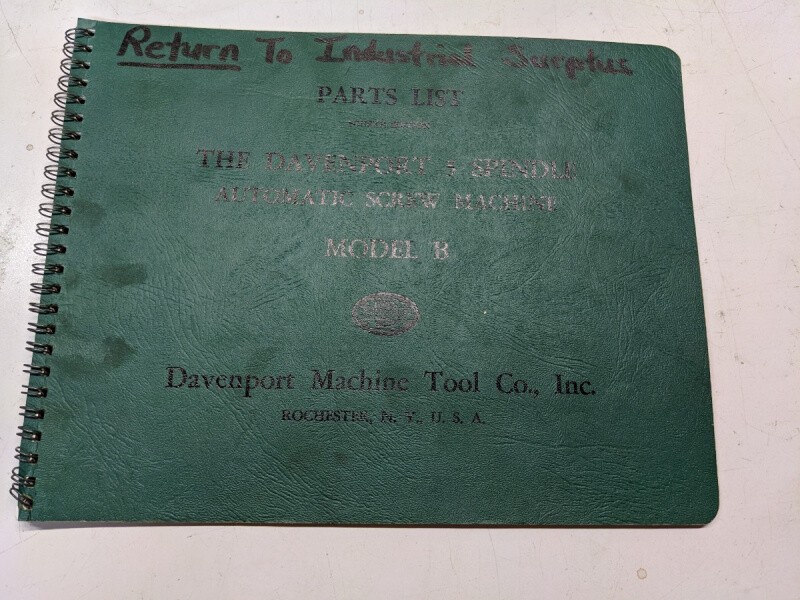 Return To Industrial Surplus
PARTS LIST
THE DAVENPORT 5 SPINDLE
AUTOMATIC SCREW MACHINE
MODEL B
Davenport Machine Tool Co., Inc.
ROCHESTER, N. Y., U. S. A.